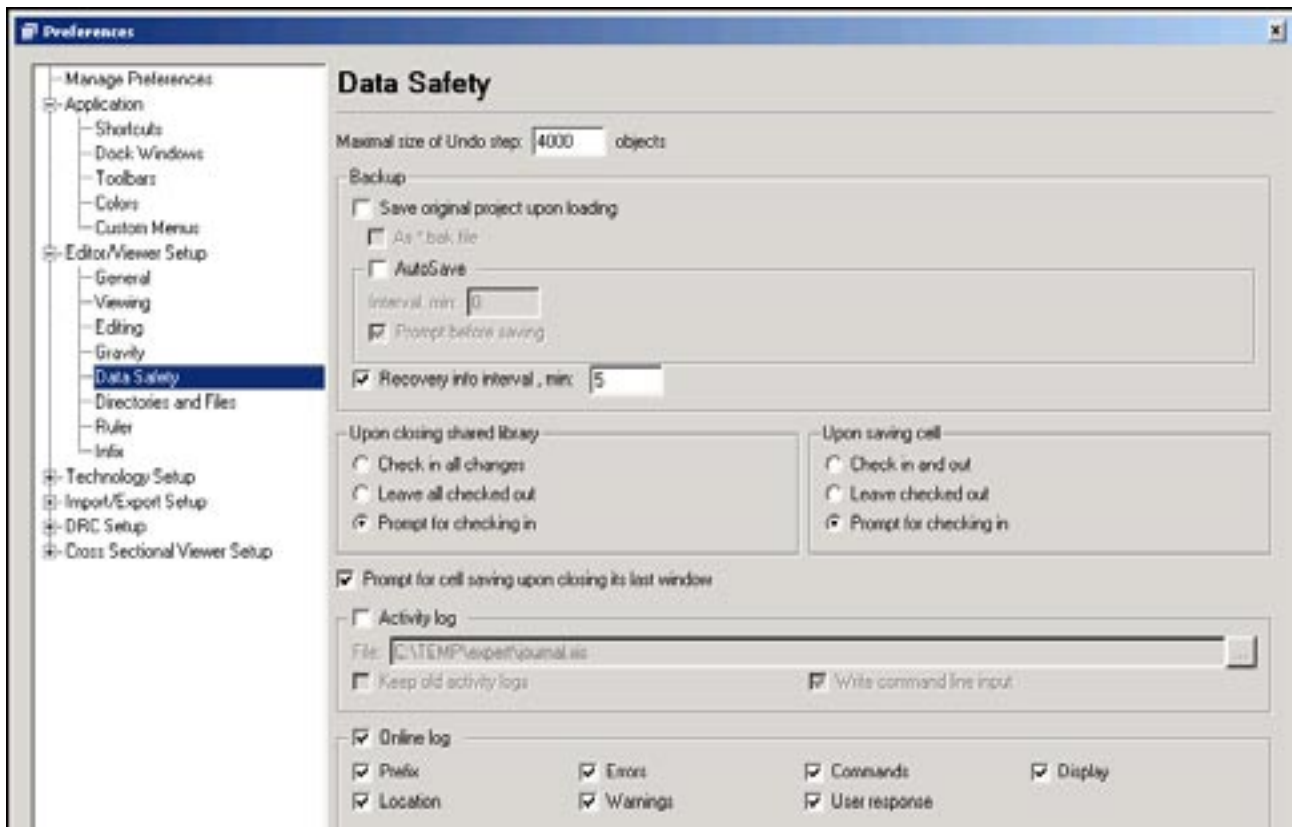 Preferences
Manage Preferences
Application
Shortcuts
Dock Windows
Toolbars
Colors
Custom Menus
Editor/Viewer Setup
General
Viewing
Editing
Gravity
Data Safety
Directories and Files
Ruler
Infix
Technology Setup
Import/Export Setup
DRC Setup
Cross Sectional Viewer Setup
Data Safety
Maximal size of Undo step: 4000 objects
Backup
Save original project upon loading
As *.bak file
AutoSave
Interval, min: 0
Prompt before saving
Recovery info interval , min: 5
Upon closing shared library
Check in all changes
Leave all checked out
Prompt for checking in
Upon saving cell
Check in and out
Leave checked out
Prompt for checking in
Prompt for cell saving upon closing its last window
Activity log
File: C:\TEMP\expert\journal.xis
...
Keep old activity logs
Write command line input
Online log
Prefix
Errors
Commands
Display
Location
Warnings
User response